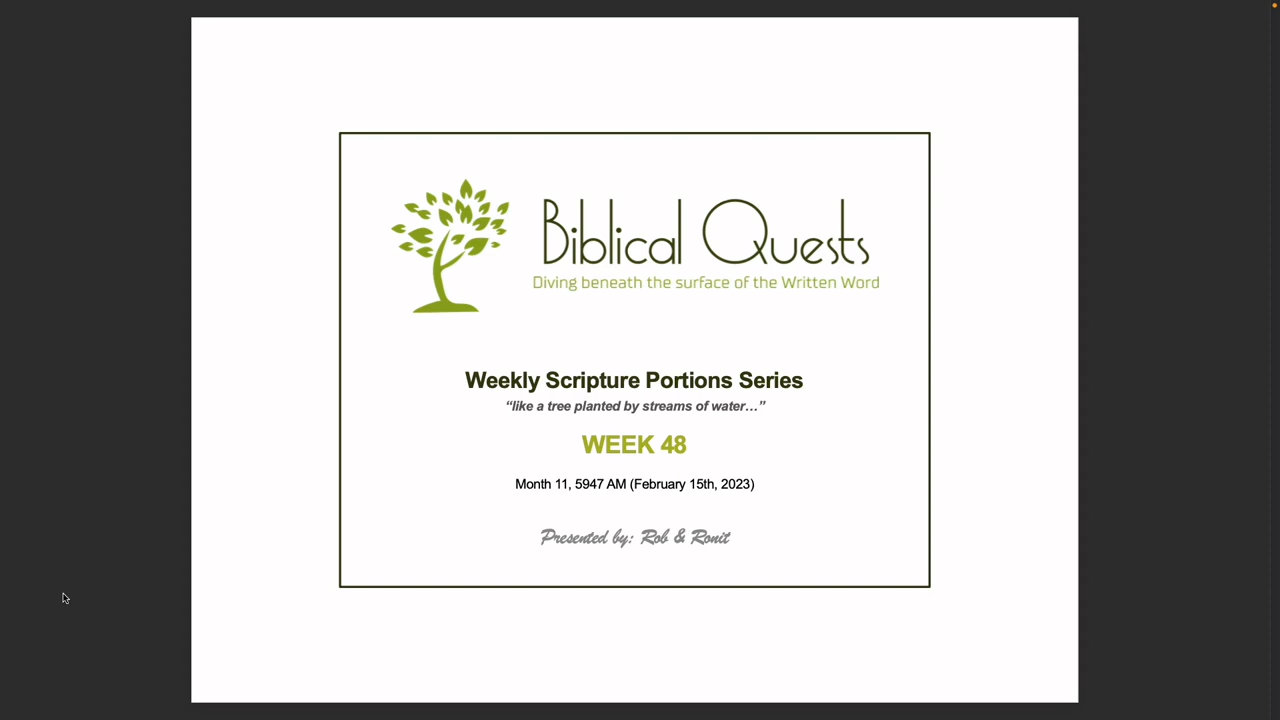 Biblical Quests
Diving beneath the surface of the Written Word
Weekly Scripture Portions Series
“like a tree planted by streams of water…”
WEEK 48
Month 11, 5947 AM (February 15th, 2023)
Presented by: Rob & Ronit